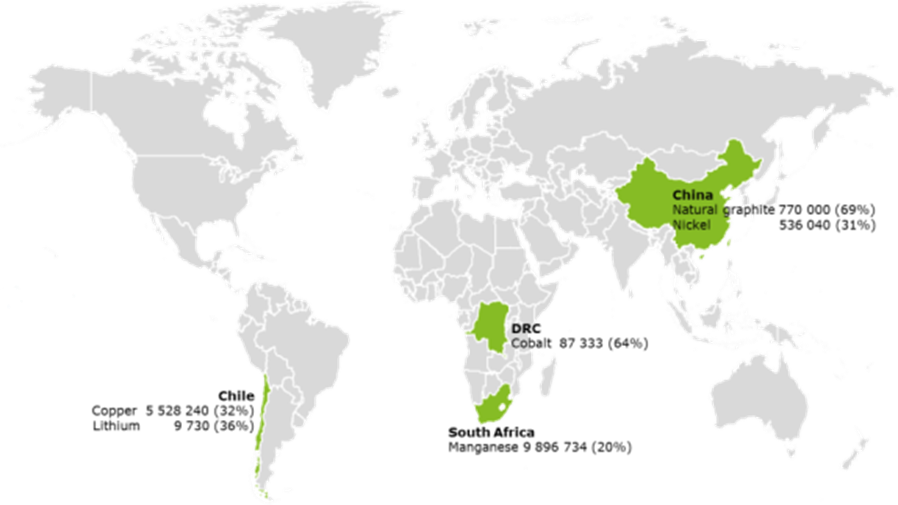 China
Natural graphite 770 000 (69%)
Nickel 536 040 (31%)
DRC
Cobalt 87 333 (64%)
Chile
Copper 5 528 240 (32%)
Lithium 9 730 (36%)
South Africa
Manganese 9 896 734 (20%)